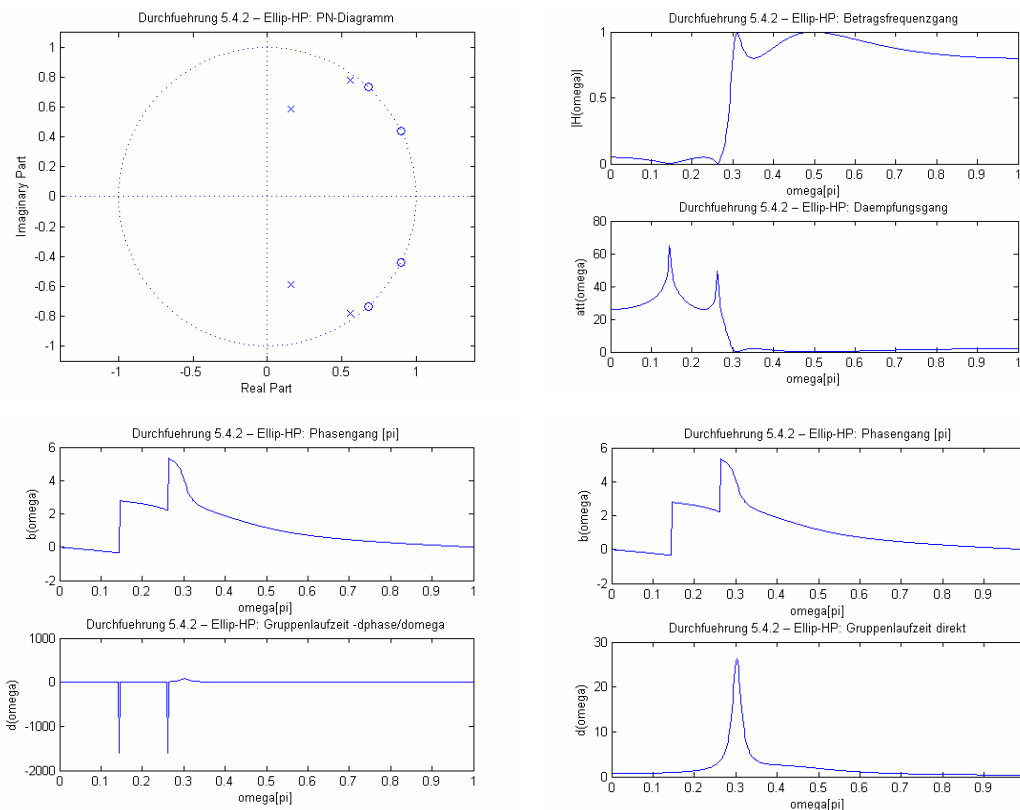 Durchfuehrung 5.4.2 – Ellip-HP: PN-Diagramm
1
0.8
0.6
0.4
0.2
0
-0.2
-0.4
-0.6
-0.8
-1
Imaginary Part
-1 -0.5 0 0.5 1
Real Part
Durchfuehrung 5.4.2 – Ellip-HP: Betragsfrequenzgang
1
0.5
0
|H(omega)|
0 0.1 0.2 0.3 0.4 0.5 0.6 0.7 0.8 0.9 1
omega[pi]
Durchfuehrung 5.4.2 – Ellip-HP: Daempfungsgang
80
60
40
20
0
att(omega)
0 0.1 0.2 0.3 0.4 0.5 0.6 0.7 0.8 0.9 1
omega[pi]
Durchfuehrung 5.4.2 – Ellip-HP: Phasengang [pi]
6
4
2
0
-2
b(omega)
0 0.1 0.2 0.3 0.4 0.5 0.6 0.7 0.8 0.9 1
omega[pi]
Durchfuehrung 5.4.2 – Ellip-HP: Gruppenlaufzeit -dphase/domega
1000
0
-1000
-2000
d(omega)
0 0.1 0.2 0.3 0.4 0.5 0.6 0.7 0.8 0.9 1
omega[pi]
Durchfuehrung 5.4.2 – Ellip-HP: Phasengang [pi]
6
4
2
0
-2
b(omega)
0 0.1 0.2 0.3 0.4 0.5 0.6 0.7 0.8 0.9 1
omega[pi]
Durchfuehrung 5.4.2 – Ellip-HP: Gruppenlaufzeit direkt
30
20
10
0
d(omega)
0 0.1 0.2 0.3 0.4 0.5 0.6 0.7 0.8 0.9 1
omega[pi]